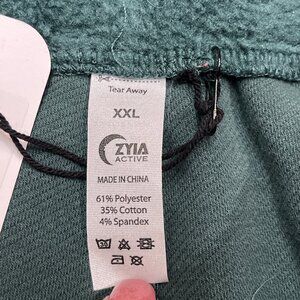 Tear Away
XXL
ZYIA
ACTIVE
MADE IN CHINA
61% Polyester
35% Cotton
4% Spandex